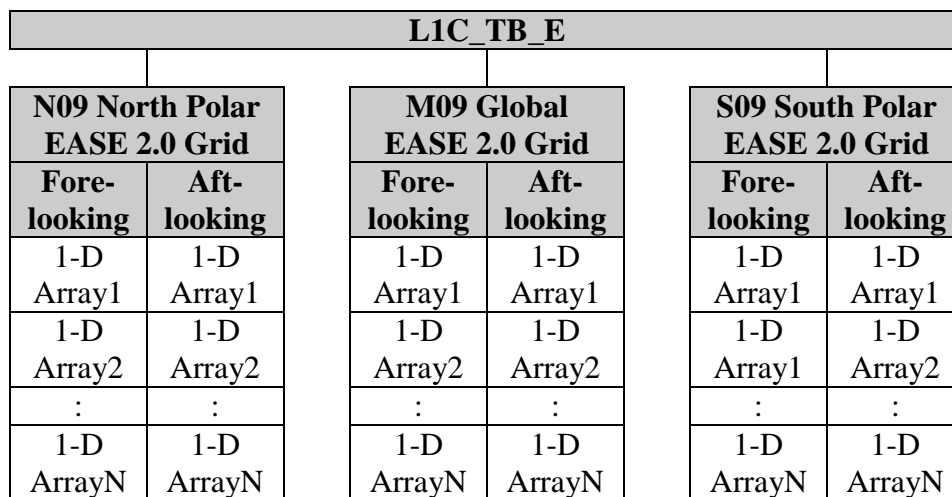 L1C_TB_E
N09 North Polar
EASE 2.0 Grid
Fore-
looking
Aft-
looking
1-D
Array1
1-D
Array1
1-D
Array2
1-D
Array2
:
:
1-D
ArrayN
1-D
ArrayN
M09 Global
EASE 2.0 Grid
Fore-
looking
Aft-
looking
1-D
Array1
1-D
Array1
1-D
Array2
1-D
Array2
:
:
1-D
ArrayN
1-D
ArrayN
S09 South Polar
EASE 2.0 Grid
Fore-
looking
Aft-
looking
1-D
Array1
1-D
Array1
1-D
Array1
1-D
Array2
:
:
1-D
ArrayN
1-D
ArrayN